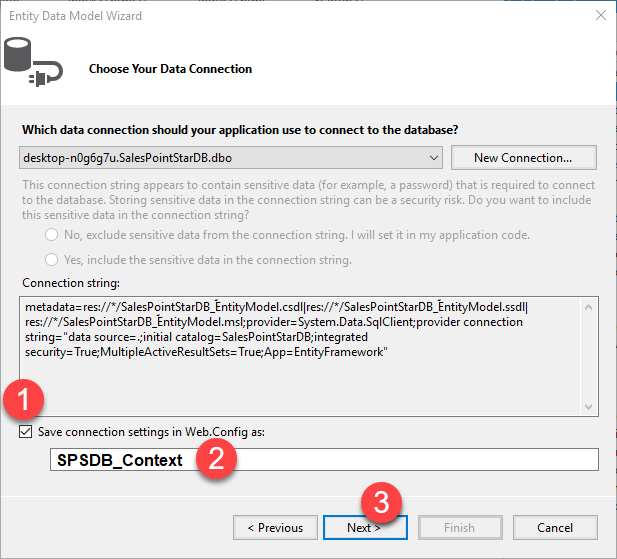 Entity Data Model Wizard
Choose Your Data Connection
Which data connection should your application use to connect to the database?
desktop-n0g6g7u.SalesPointStarDB.dbo
New Connection...
This connection string appears to contain sensitive data (for example, a password) that is required to connect
to the database. Storing sensitive data in the connection string can be a security risk. Do you want to include
this sensitive data in the connection string?
No, exclude sensitive data from the connection string. I will set it in my application code.
Yes, include the sensitive data in the connection string.
Connection string:
metadata=res://*/SalesPointStarDB_EntityModel.csdl|res://*/SalesPointStarDB_EntityModel.ssdl|
res://*/SalesPointStarDB_EntityModel.msl;provider=System.Data.SqlClient;provider connection
string="data source=.;initial catalog=SalesPointStarDB;integrated
security=True;MultipleActiveResultSets=True;App=EntityFramework"
1
Save connection settings in Web.Config as:
SPSDB_Context
2
3
< Previous
Next >
Finish
Cancel